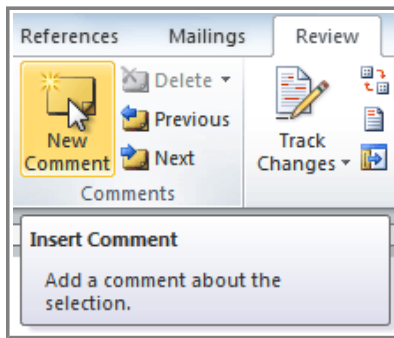 References Mailings Review
New
Comment
Delete
Previous
Next
Comments
Track
Changes
Insert Comment
Add a comment about the
selection.